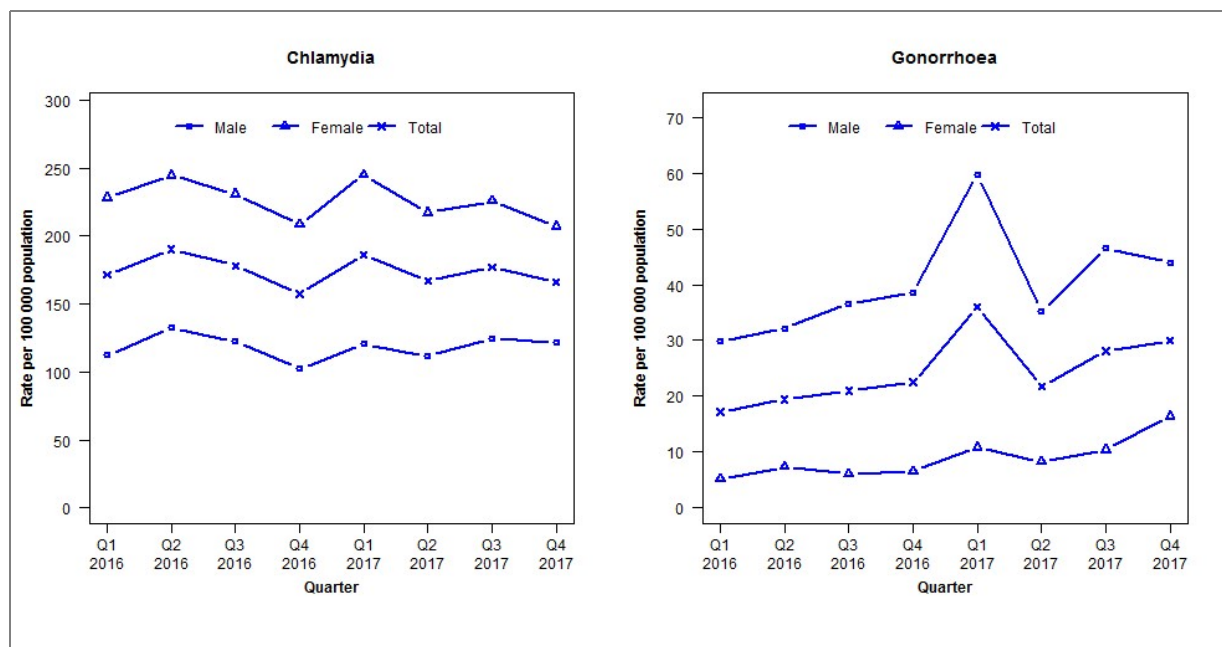 Chlamydia
Male Female Total
Rate per 100 000 population
300
250
200
150
100
50
0
Q1 Q2 Q3 Q4 Q1 Q2 Q3 Q4
2016 2016 2016 2016 2017 2017 2017 2017
Quarter
Gonorrhoea
Male Female Total
Rate per 100 000 population
70
60
50
40
30
20
10
0
Q1 Q2 Q3 Q4 Q1 Q2 Q3 Q4
2016 2016 2016 2016 2017 2017 2017 2017
Quarter